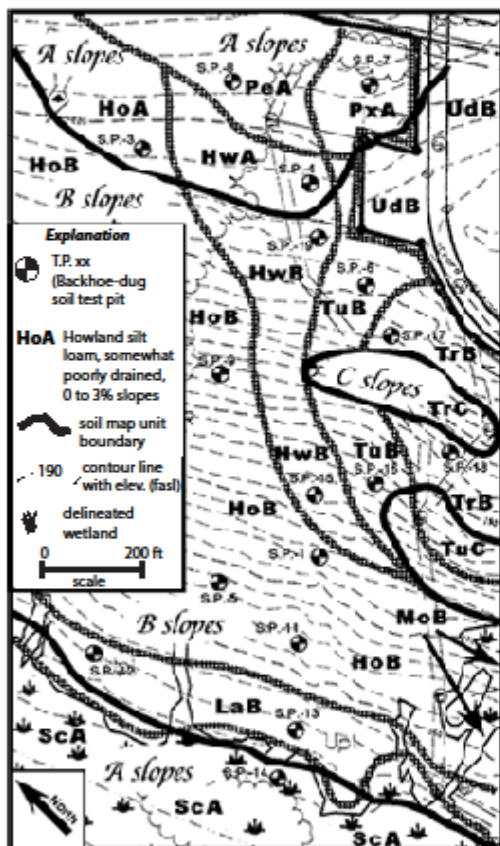 A slopes
A slopes
S.P.-7
PeA
PxA
UdB
HoA
S.P.-3
HwA
HoB
B slopes
UdB
HwB
S.P.-6
TuB
HoB
TrB
C slopes
TrC
HwB
TuB
HoB
TrB
TuC
S.P.-1
S.P.-5
MoB
B slopes
S.P.-11
HoB
LaB
S.P.-13
ScA
A slopes
S.P.-14
ScA
ScA
Explanation
T.P. xx
(Backhoe-dug
soil test pit
HoA Howland silt
loam, somewhat
poorly drained,
0 to 3% slopes
soil map unit
boundary
190 contour line
with elev. (fasl)
delineated
wetland
0 200 ft
scale
North